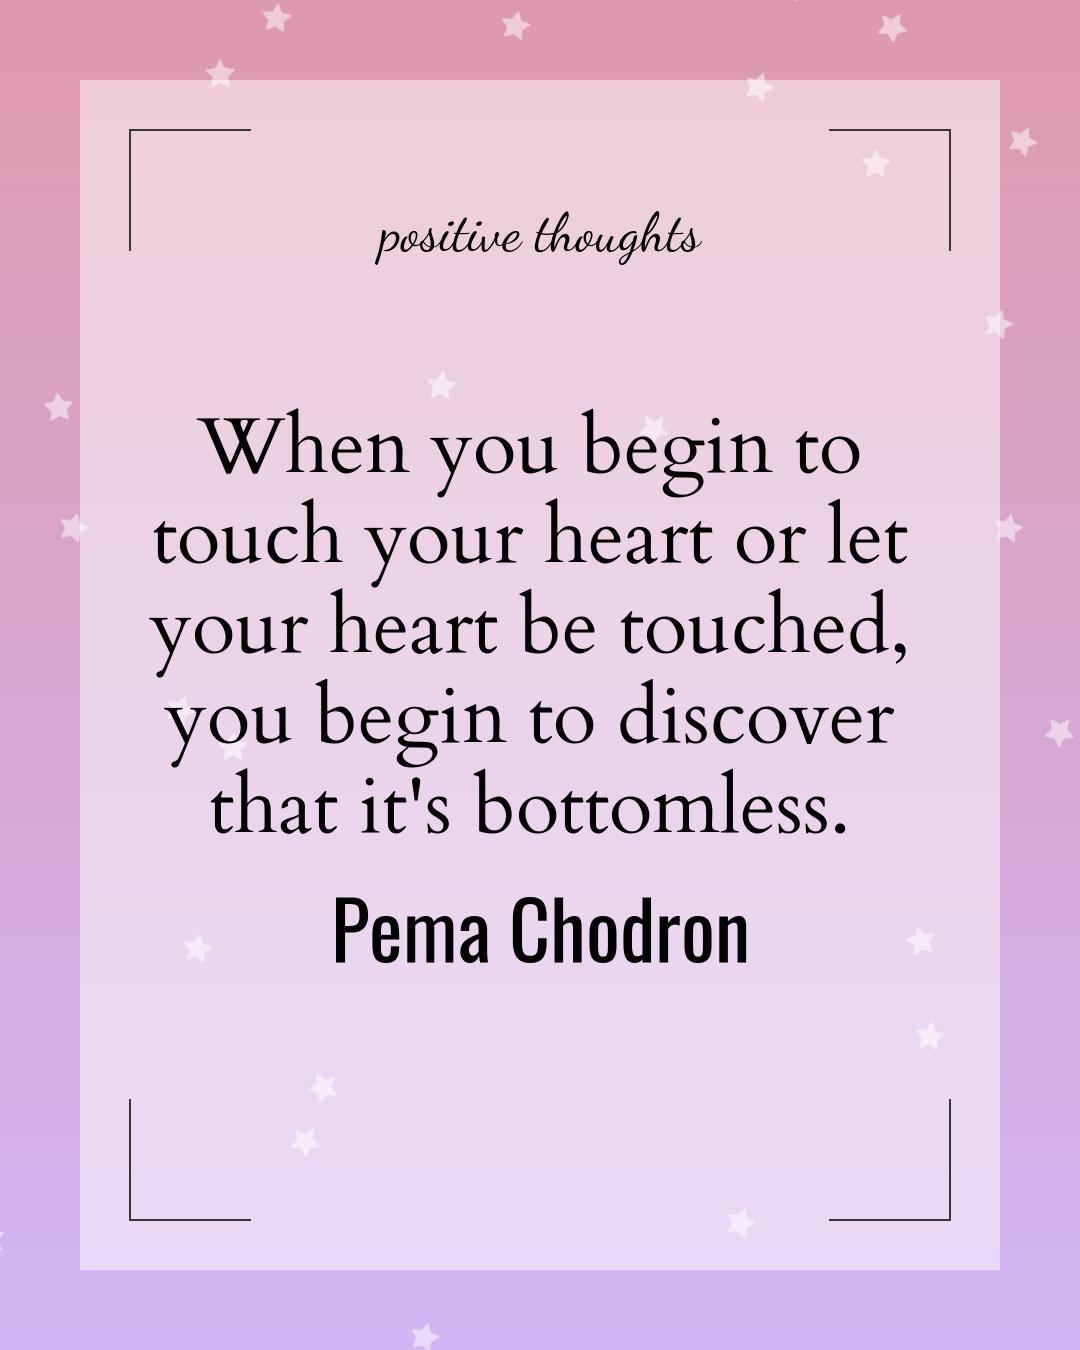 positive thoughts
When you begin to
touch your heart or let
your heart be touched,
you begin to discover
that it's bottomless.
Pema Chodron